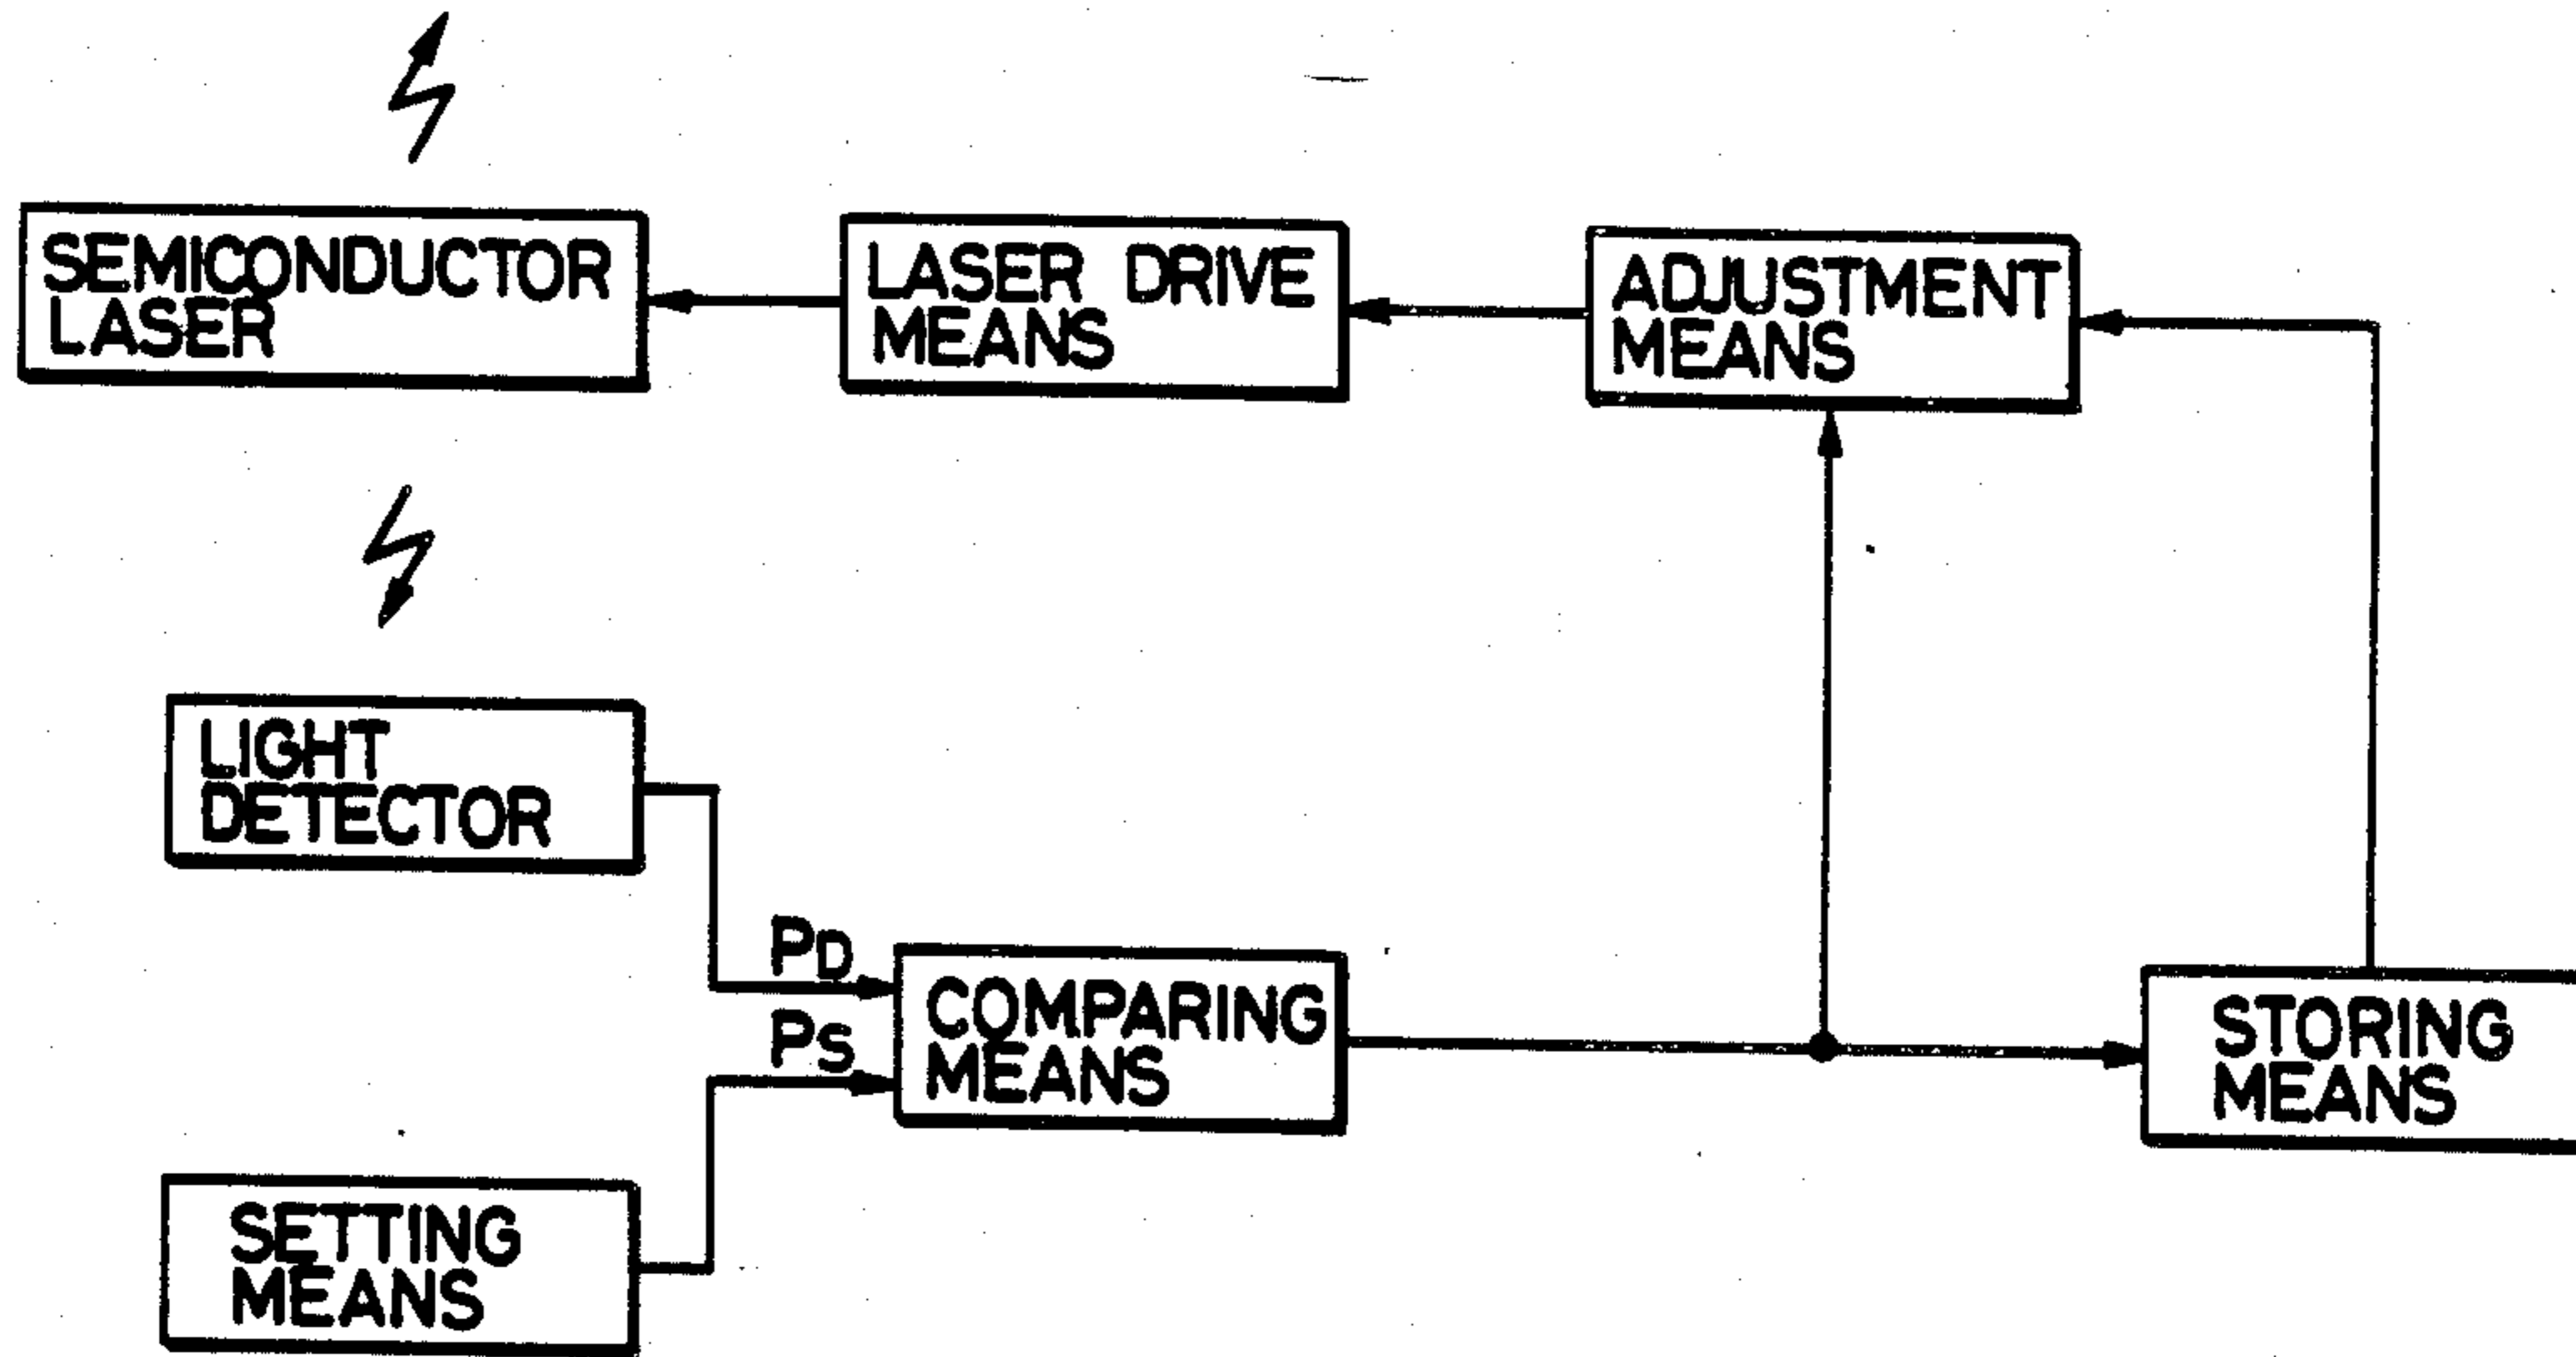 SEMICONDUCTOR
LASER
LASER DRIVE
MEANS
ADJUSTMENT
MEANS
LIGHT
DETECTOR
PD
PS
COMPARING
MEANS
STORING
MEANS
SETTING
MEANS